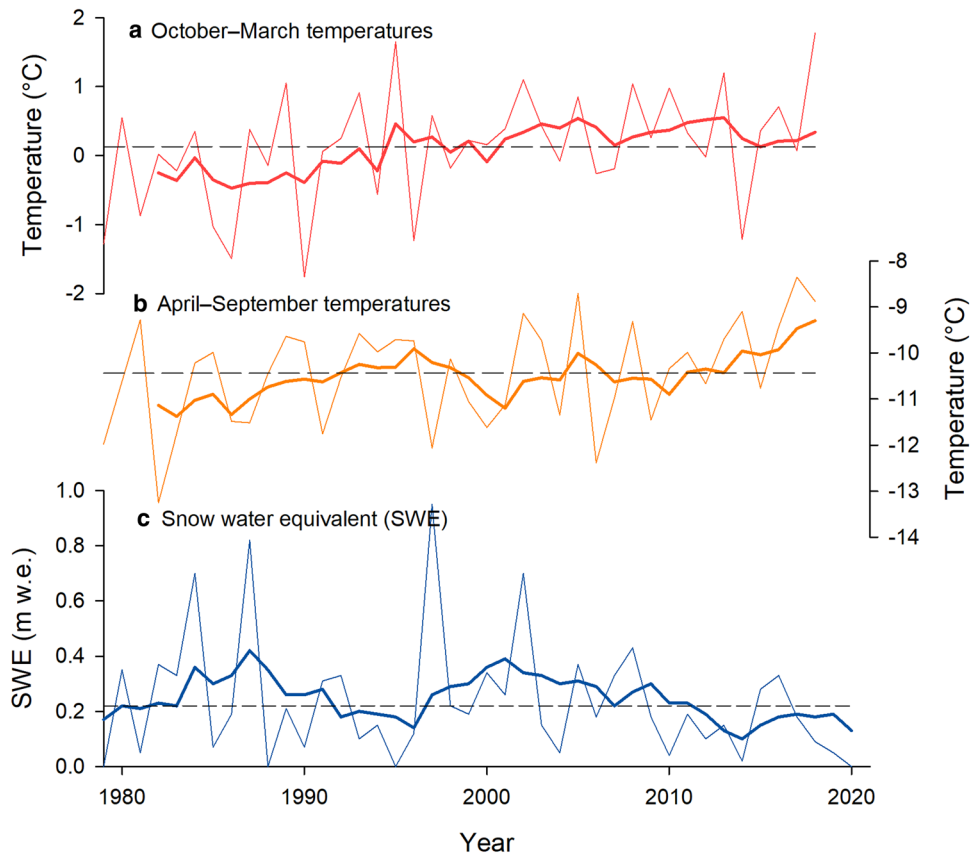 2
a October–March temperatures
1
0
-1
-2
Temperature (°C)
-8
b April–September temperatures
-9
-10
-11
-12
-13
-14
Temperature (°C)
1.0
c Snow water equivalent (SWE)
0.8
0.6
0.4
0.2
0.0
SWE (m w.e.)
1980 1990 2000 2010 2020
Year